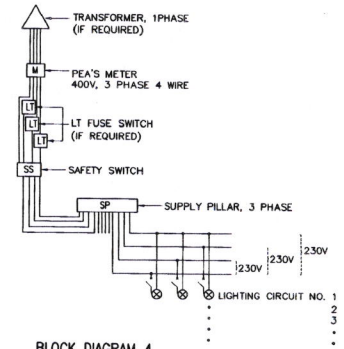 TRANSFORMER, 1PHASE
(IF REQUIRED)
M
PEA'S METER
400V, 3 PHASE 4 WIRE
LT
LT
LT
LT FUSE SWITCH
(IF REQUIRED)
SS
SAFETY SWITCH
SP
SUPPLY PILLAR, 3 PHASE
230V
230V
230V
LIGHTING CIRCUIT NO. 1
2
3
BLOCK DIAGRAM 4